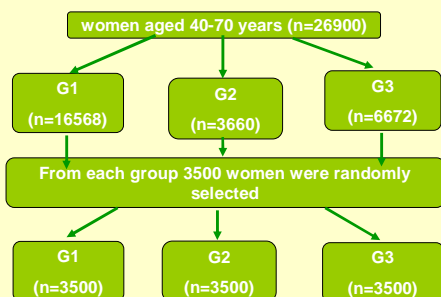 women aged 40-70 years (n=26900)
G1
(n=16568)
G2
(n=3660)
G3
(n=6672)
From each group 3500 women were randomly
selected
G1
(n=3500)
G2
(n=3500)
G3
(n=3500)